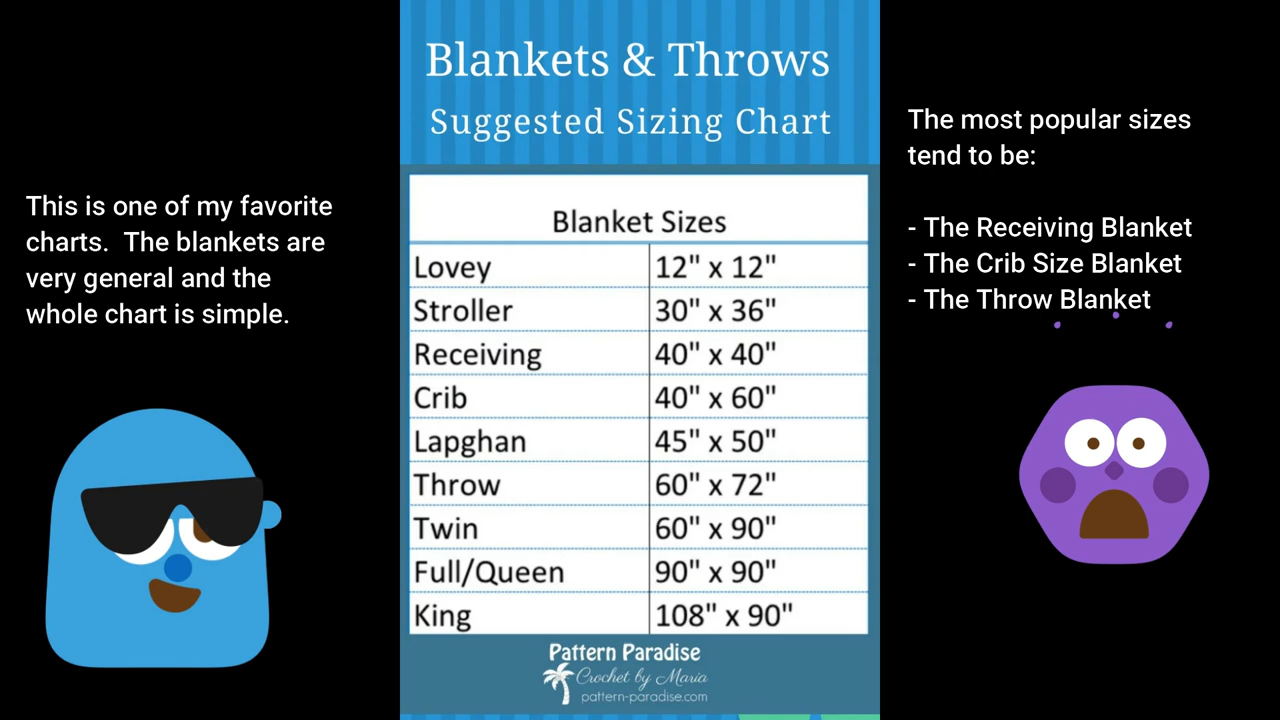 This is one of my favorite
charts.  The blankets are
very general and the
whole chart is simple.
Blankets & Throws
Suggested Sizing Chart
Blanket Sizes
Lovey 12" x 12"
Stroller 30" x 36"
Receiving 40" x 40"
Crib 40" x 60"
Lapghan 45" x 50"
Throw 60" x 72"
Twin 60" x 90"
Full/Queen 90" x 90"
King 108" x 90"
Pattern Paradise
Crochet by Maria
pattern-paradise.com
The most popular sizes
tend to be:
- The Receiving Blanket
- The Crib Size Blanket
- The Throw Blanket